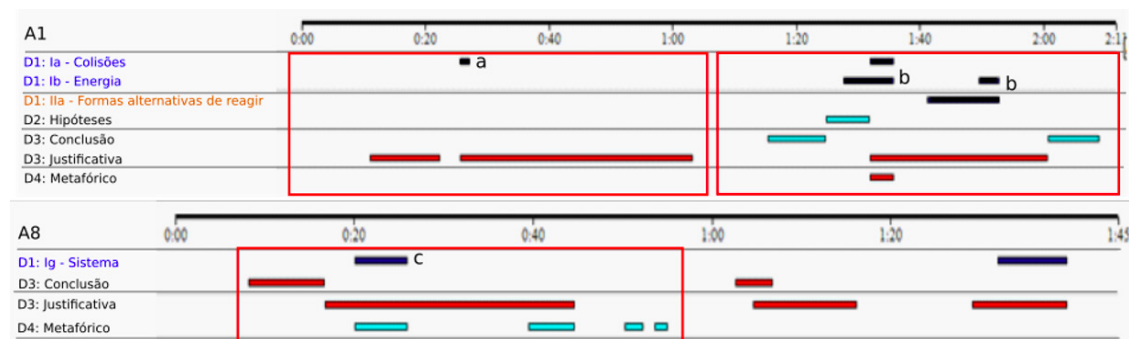 A1
0:00 0:20 0:40 1:00 1:20 1:40 2:00
D1: Ia - Colisões a
D1: Ib - Energia b b
D1: IIa - Formas alternativas de reagir
D2: Hipóteses
D3: Conclusão
D3: Justificativa
D4: Metafórico
A8
0:00 0:20 0:40 1:00 1:20 1:45
D1: Ig - Sistema c
D3: Conclusão
D3: Justificativa
D4: Metafórico